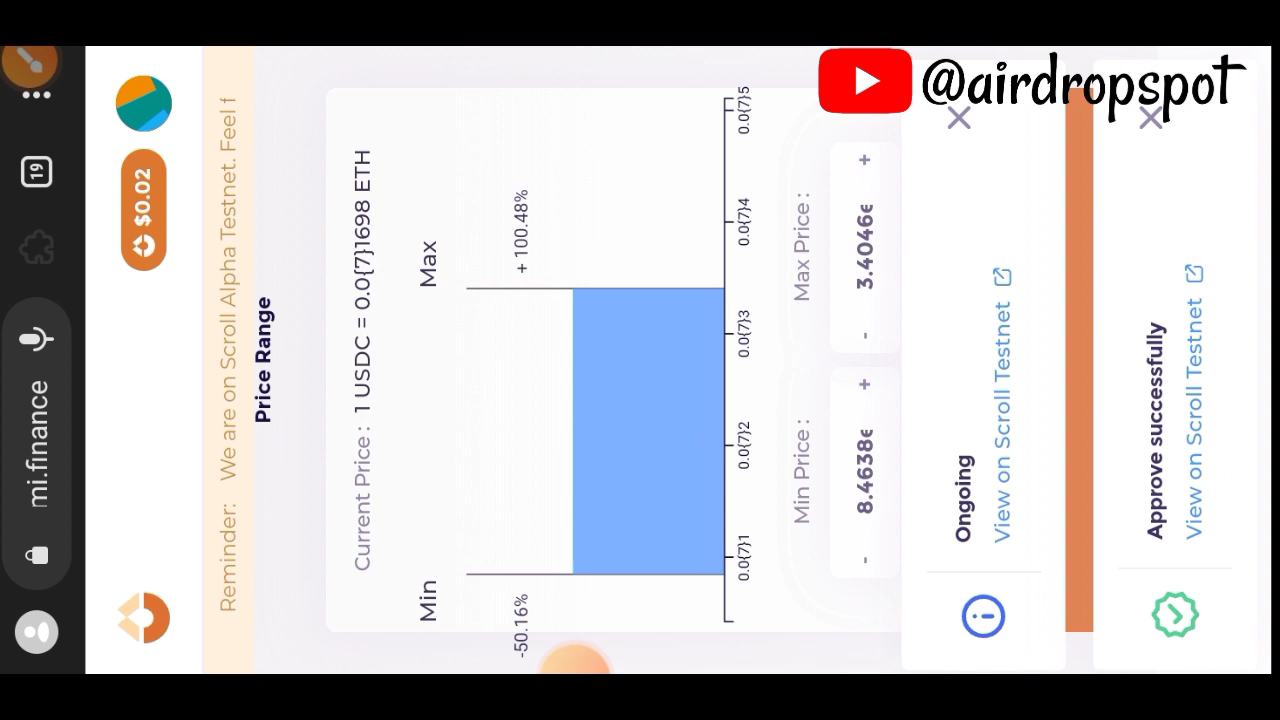 @airdropspot
19
mi.finance
$0.02
Reminder: We are on Scroll Alpha Testnet. Feel f
Price Range
Current Price : 1 USDC = 0.0{7}1698 ETH
Min
Max
-50.16%
+ 100.48%
0.0{7}1
0.0{7}2
0.0{7}3
0.0{7}4
0.0{7}5
Min Price :
Max Price :
- 8.4638 +
- 3.4046 +
Ongoing
View on Scroll Testnet
Approve successfully
View on Scroll Testnet